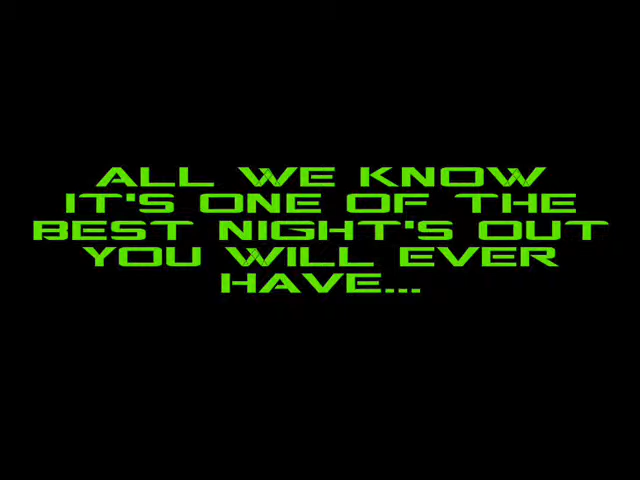 ALL WE KNOW
IT'S ONE OF THE
BEST NIGHT'S OUT
YOU WILL EVER
HAVE...